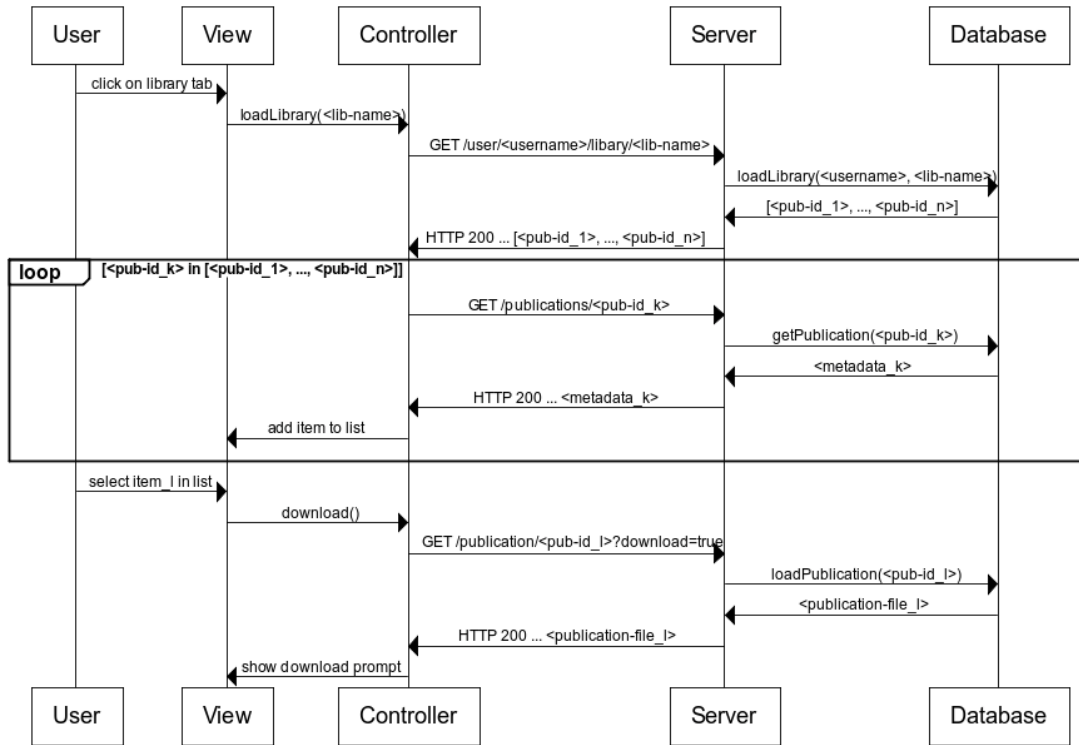 User View Controller Server Database
click on library tab
loadLibrary(<lib-name>)
GET /user/<username>/libary/<lib-name>
loadLibrary(<username>, <lib-name>)
[<pub-id_1>, ..., <pub-id_n>]
HTTP 200 ... [<pub-id_1>, ..., <pub-id_n>]
loop [<pub-id_k> in [<pub-id_1>, ..., <pub-id_n>]]
GET /publications/<pub-id_k>
getPublication(<pub-id_k>)
<metadata_k>
HTTP 200 ... <metadata_k>
add item to list
select item_l in list
download()
GET /publication/<pub-id_l>?download=true
loadPublication(<pub-id_l>)
<publication-file_l>
HTTP 200 ... <publication-file_l>
show download prompt
User View Controller Server Database